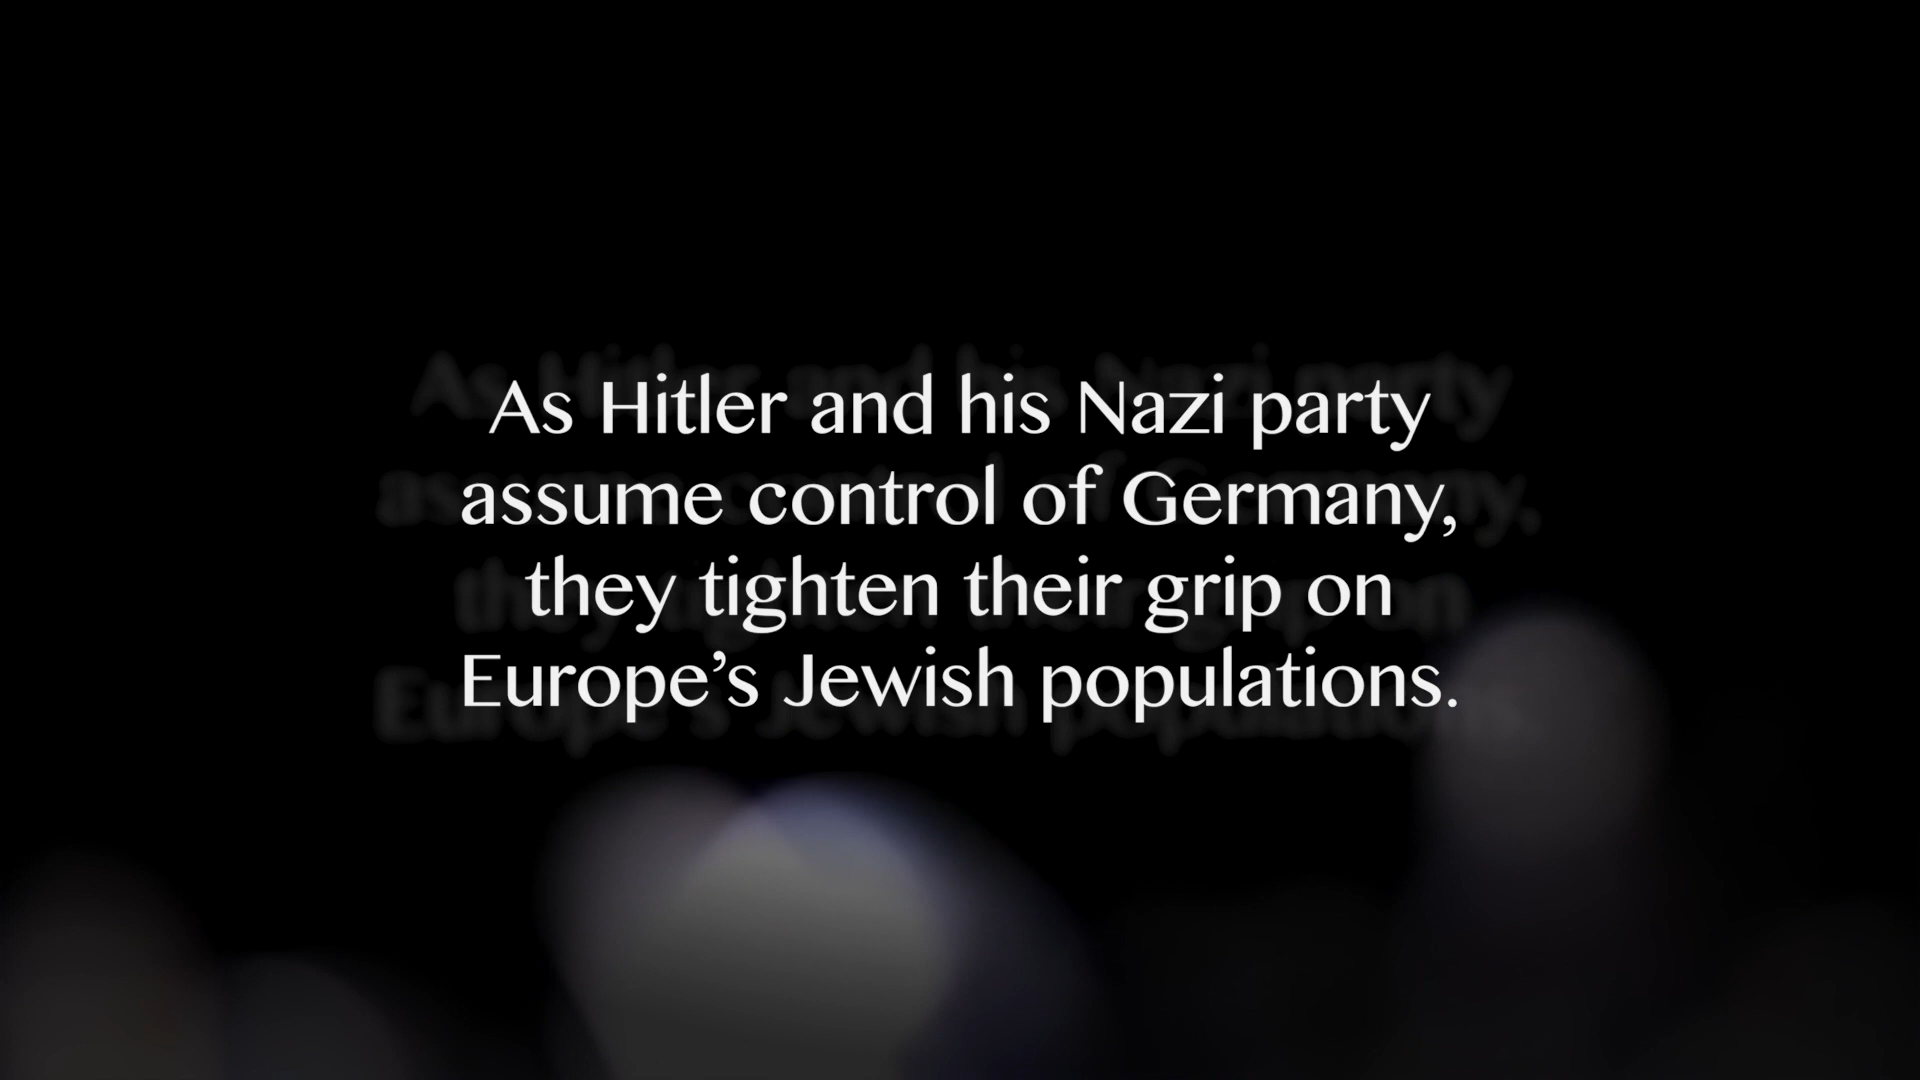 As Hitler and his Nazi party
assume control of Germany,
they tighten their grip on
Europe’s Jewish populations.